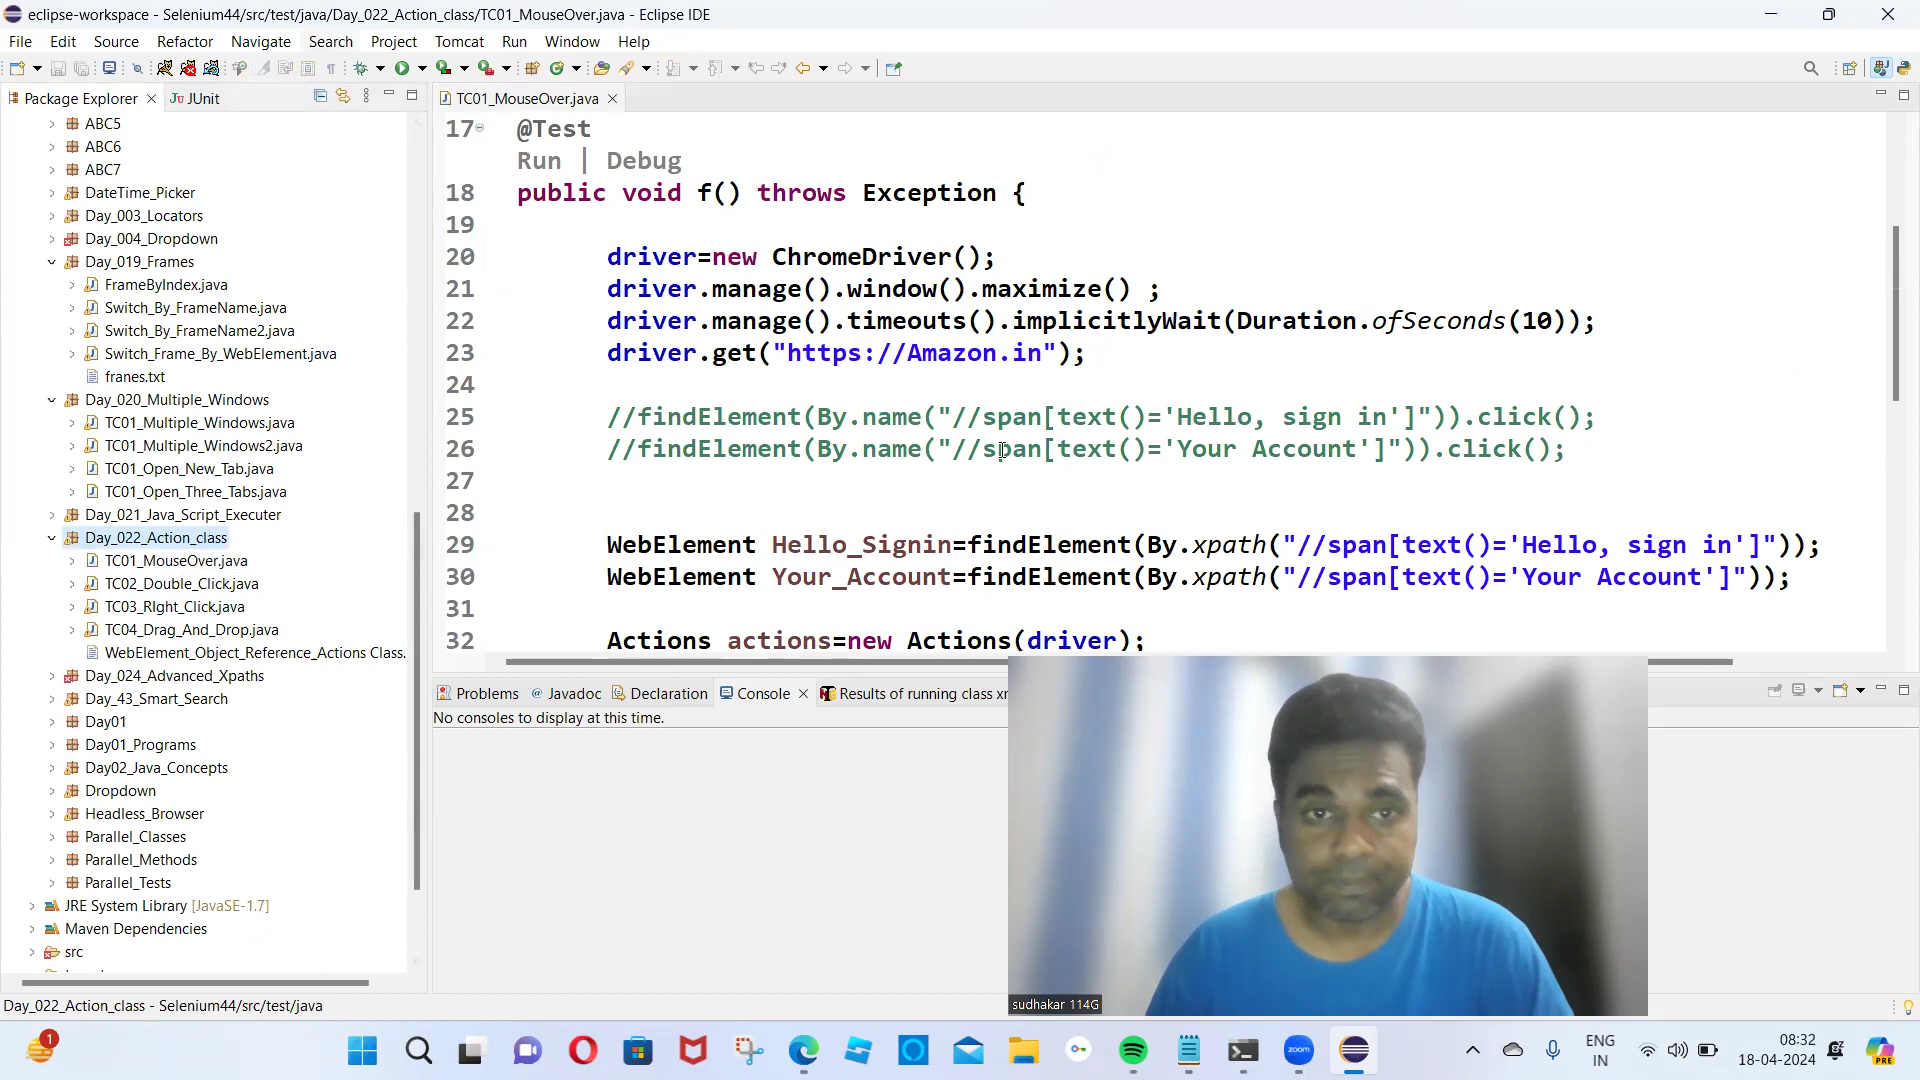 eclipse-workspace - Selenium44/src/test/java/Day_022_Action_class/TC01_MouseOver.java - Eclipse IDE
File Edit Source Refactor Navigate Search Project Tomcat Run Window Help
Package Explorer
JUnit
TC01_MouseOver.java
ABC5
ABC6
ABC7
DateTime_Picker
Day_003_Locators
Day_004_Dropdown
Day_019_Frames
FrameByIndex.java
Switch_By_FrameName.java
Switch_By_FrameName2.java
Switch_Frame_By_WebElement.java
franes.txt
Day_020_Multiple_Windows
TC01_Multiple_Windows.java
TC01_Multiple_Windows2.java
TC01_Open_New_Tab.java
TC01_Open_Three_Tabs.java
Day_021_Java_Script_Executer
Day_022_Action_class
TC01_MouseOver.java
TC02_Double_Click.java
TC03_RIght_Click.java
TC04_Drag_And_Drop.java
WebElement_Object_Reference_Actions Class.
Day_024_Advanced_Xpaths
Day_43_Smart_Search
Day01
Day01_Programs
Day02_Java_Concepts
Dropdown
Headless_Browser
Parallel_Classes
Parallel_Methods
Parallel_Tests
JRE System Library [JavaSE-1.7]
Maven Dependencies
src
17 @Test
Run | Debug
18 public void f() throws Exception {
19
20 driver=new ChromeDriver();
21 driver.manage().window().maximize() ;
22 driver.manage().timeouts().implicitlyWait(Duration.ofSeconds(10));
23 driver.get("https://Amazon.in");
24
25 //findElement(By.name("//span[text()='Hello, sign in']")).click();
26 //findElement(By.name("//span[text()='Your Account']")).click();
27
28
29 WebElement Hello_Signin=findElement(By.xpath("//span[text()='Hello, sign in']"));
30 WebElement Your_Account=findElement(By.xpath("//span[text()='Your Account']"));
31
32 Actions actions=new Actions(driver);
Problems Javadoc Declaration Console Results of running class
No consoles to display at this time.
sudhakar 114G
Day_022_Action_class - Selenium44/src/test/java
1
zoom
ENG
IN
08:32
18-04-2024
PRE